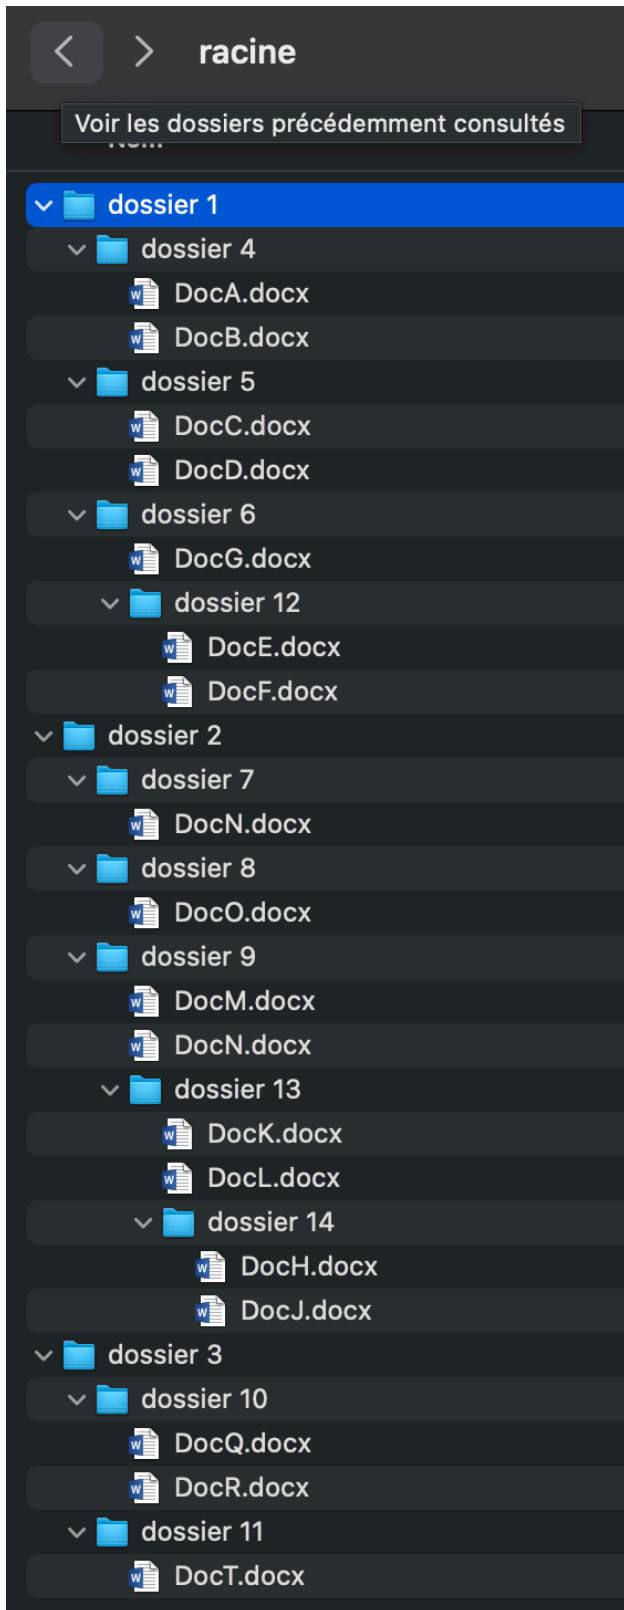 racine
Voir les dossiers précédemment consultés
dossier 1
dossier 4
DocA.docx
DocB.docx
dossier 5
DocC.docx
DocD.docx
dossier 6
DocG.docx
dossier 12
DocE.docx
DocF.docx
dossier 2
dossier 7
DocN.docx
dossier 8
DocO.docx
dossier 9
DocM.docx
DocN.docx
dossier 13
DocK.docx
DocL.docx
dossier 14
DocH.docx
DocJ.docx
dossier 3
dossier 10
DocQ.docx
DocR.docx
dossier 11
DocT.docx